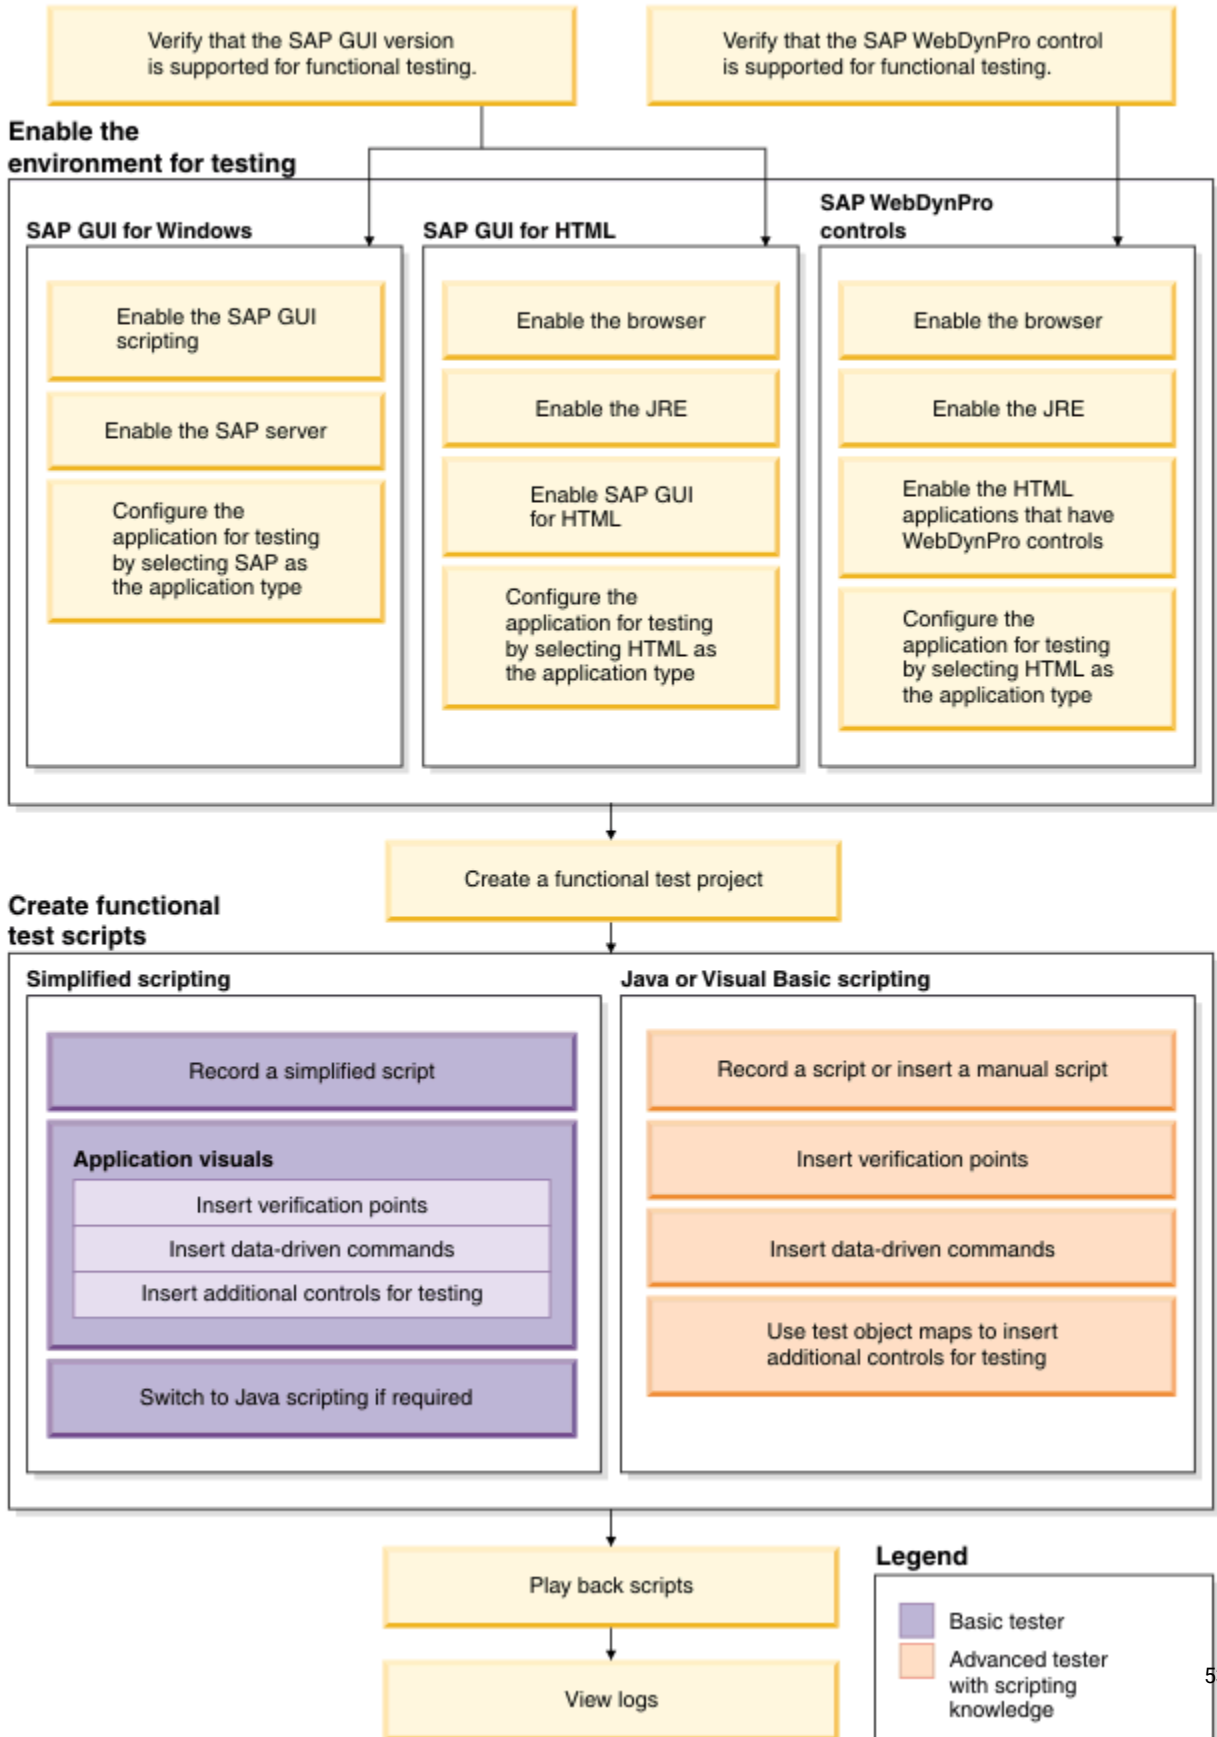 Verify that the SAP GUI version
is supported for functional testing.
Verify that the SAP WebDynPro control
is supported for functional testing.
Enable the
environment for testing
SAP GUI for Windows
Enable the SAP GUI
scripting
Enable the SAP server
Configure the
application for testing
by selecting SAP as
the application type
SAP GUI for HTML
Enable the browser
Enable the JRE
Enable SAP GUI
for HTML
Configure the
application for testing
by selecting HTML as
the application type
SAP WebDynPro
controls
Enable the browser
Enable the JRE
Enable the HTML
applications that have
WebDynPro controls
Configure the
application for testing
by selecting HTML as
the application type
Create a functional test project
Create functional
test scripts
Simplified scripting
Record a simplified script
Application visuals
Insert verification points
Insert data-driven commands
Insert additional controls for testing
Switch to Java scripting if required
Java or Visual Basic scripting
Record a script or insert a manual script
Insert verification points
Insert data-driven commands
Use test object maps to insert
additional controls for testing
Play back scripts
View logs
Legend
Basic tester
Advanced tester
with scripting
knowledge
5